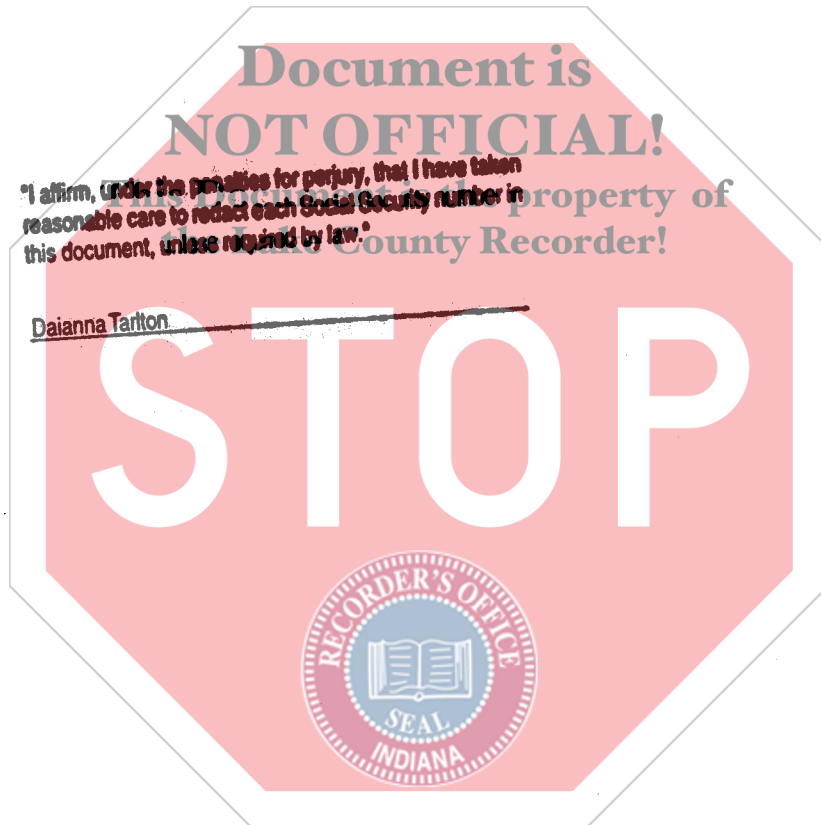 Document is
NOT OFFICIAL!
This Document is the property of
the Lake County Recorder!
"I affirm, under the penalties for perjury, that I have taken
reasonable care to redact each Social Security number in
this document, unless required by law."
Daianna Tarlton
STOP
RECORDER'S OFFICE
SEAL
INDIANA